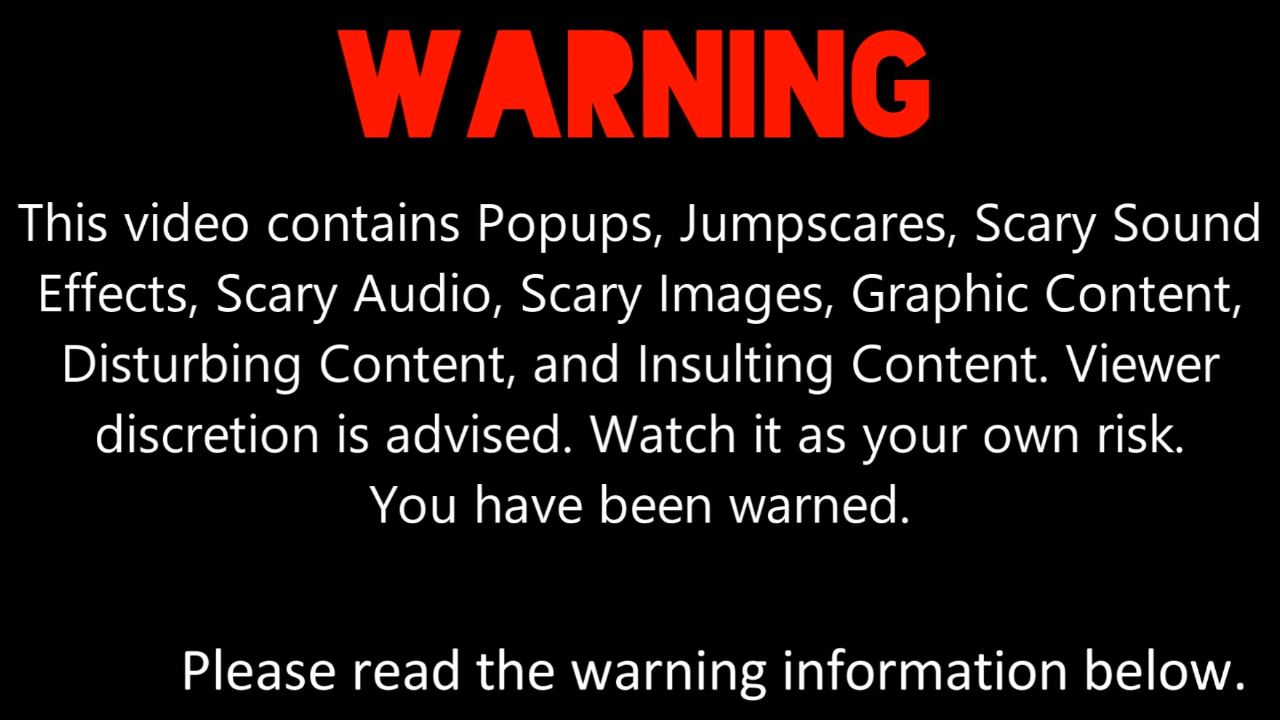 WARNING
This video contains Popups, Jumpscares, Scary Sound
Effects, Scary Audio, Scary Images, Graphic Content,
Disturbing Content, and Insulting Content. Viewer
discretion is advised. Watch it as your own risk.
You have been warned.
Please read the warning information below.